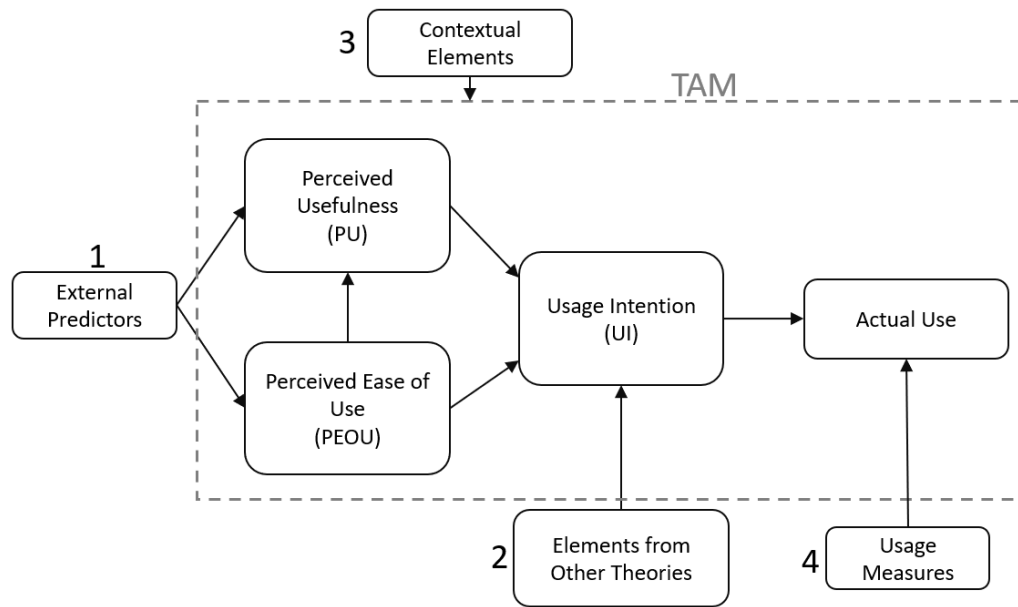 3
Contextual
Elements
TAM
Perceived
Usefulness
(PU)
1
External
Predictors
Usage Intention
(UI)
Actual Use
Perceived Ease of
Use
(PEOU)
2
Elements from
Other Theories
4
Usage
Measures